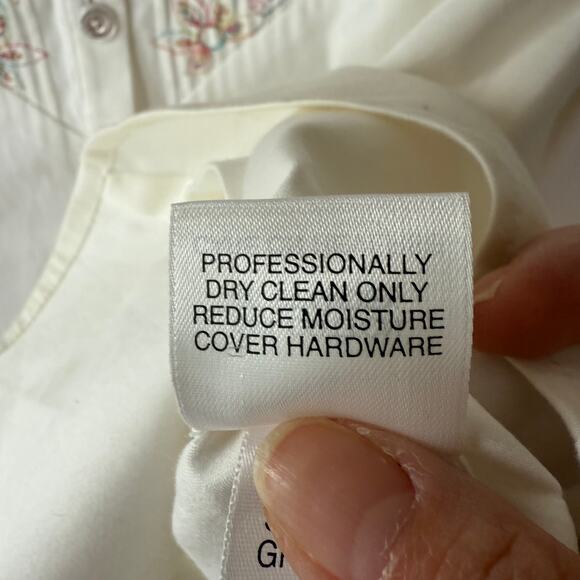 PROFESSIONALLY
DRY CLEAN ONLY
REDUCE MOISTURE
COVER HARDWARE